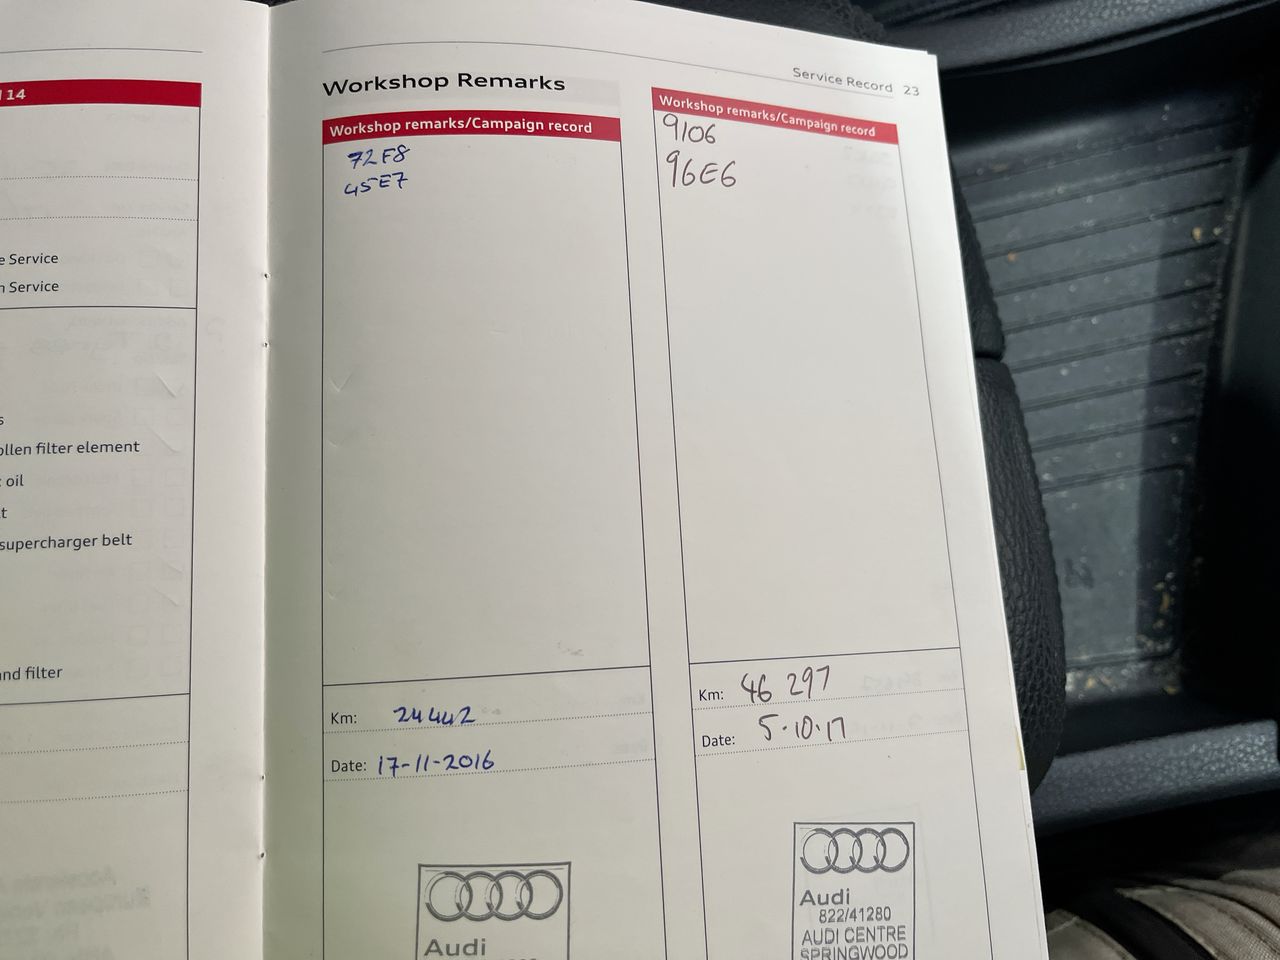 l 14
e Service
n Service
s
ollen filter element
c oil
t
supercharger belt
and filter
Workshop Remarks
Workshop remarks/Campaign record
72F8
45E7
Km: 24442
Date: 17-11-2016
Audi
Service Record 23
Workshop remarks/Campaign record
9106
96E6
Km: 46 297
Date: 5·10·17
Audi
822/41280
AUDI CENTRE
SPRINGWOOD